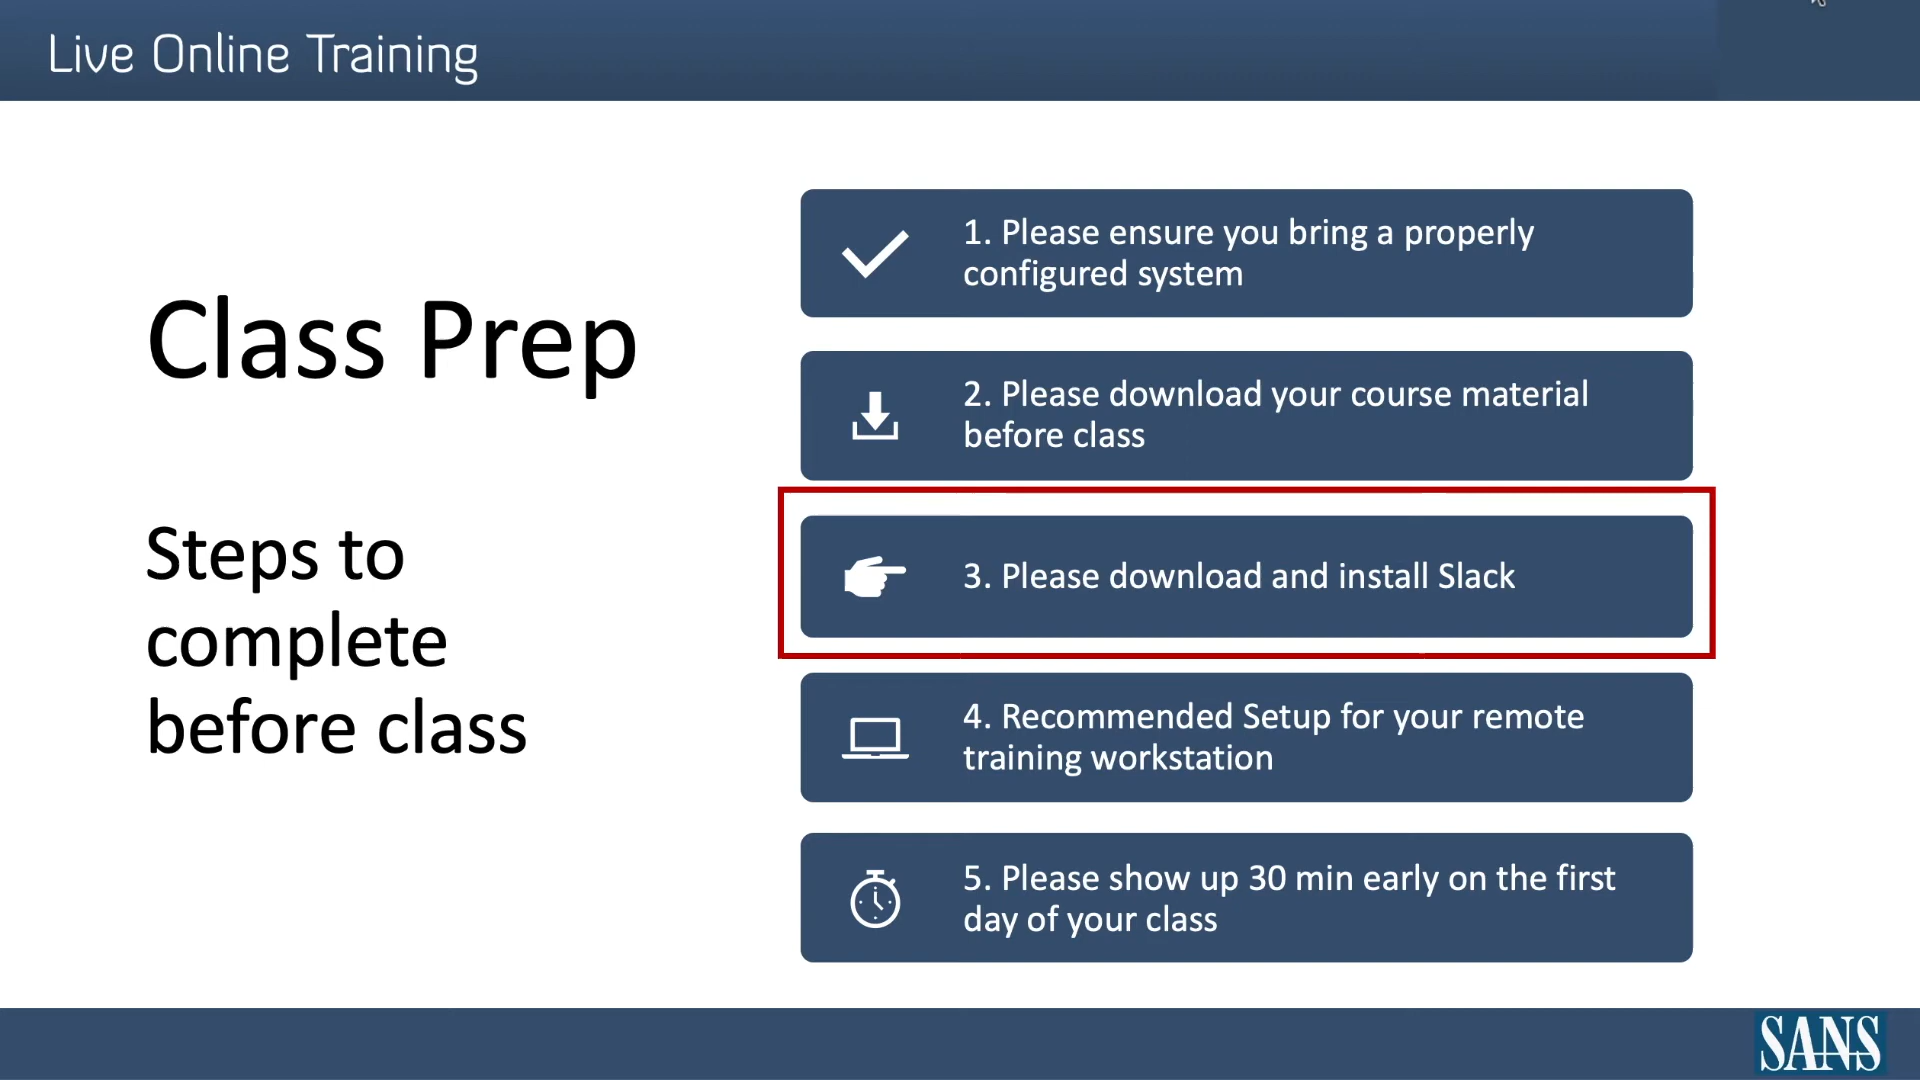 Live Online Training
Class Prep
Steps to
complete
before class
1. Please ensure you bring a properly
configured system
2. Please download your course material
before class
3. Please download and install Slack
4. Recommended Setup for your remote
training workstation
5. Please show up 30 min early on the first
day of your class
SANS